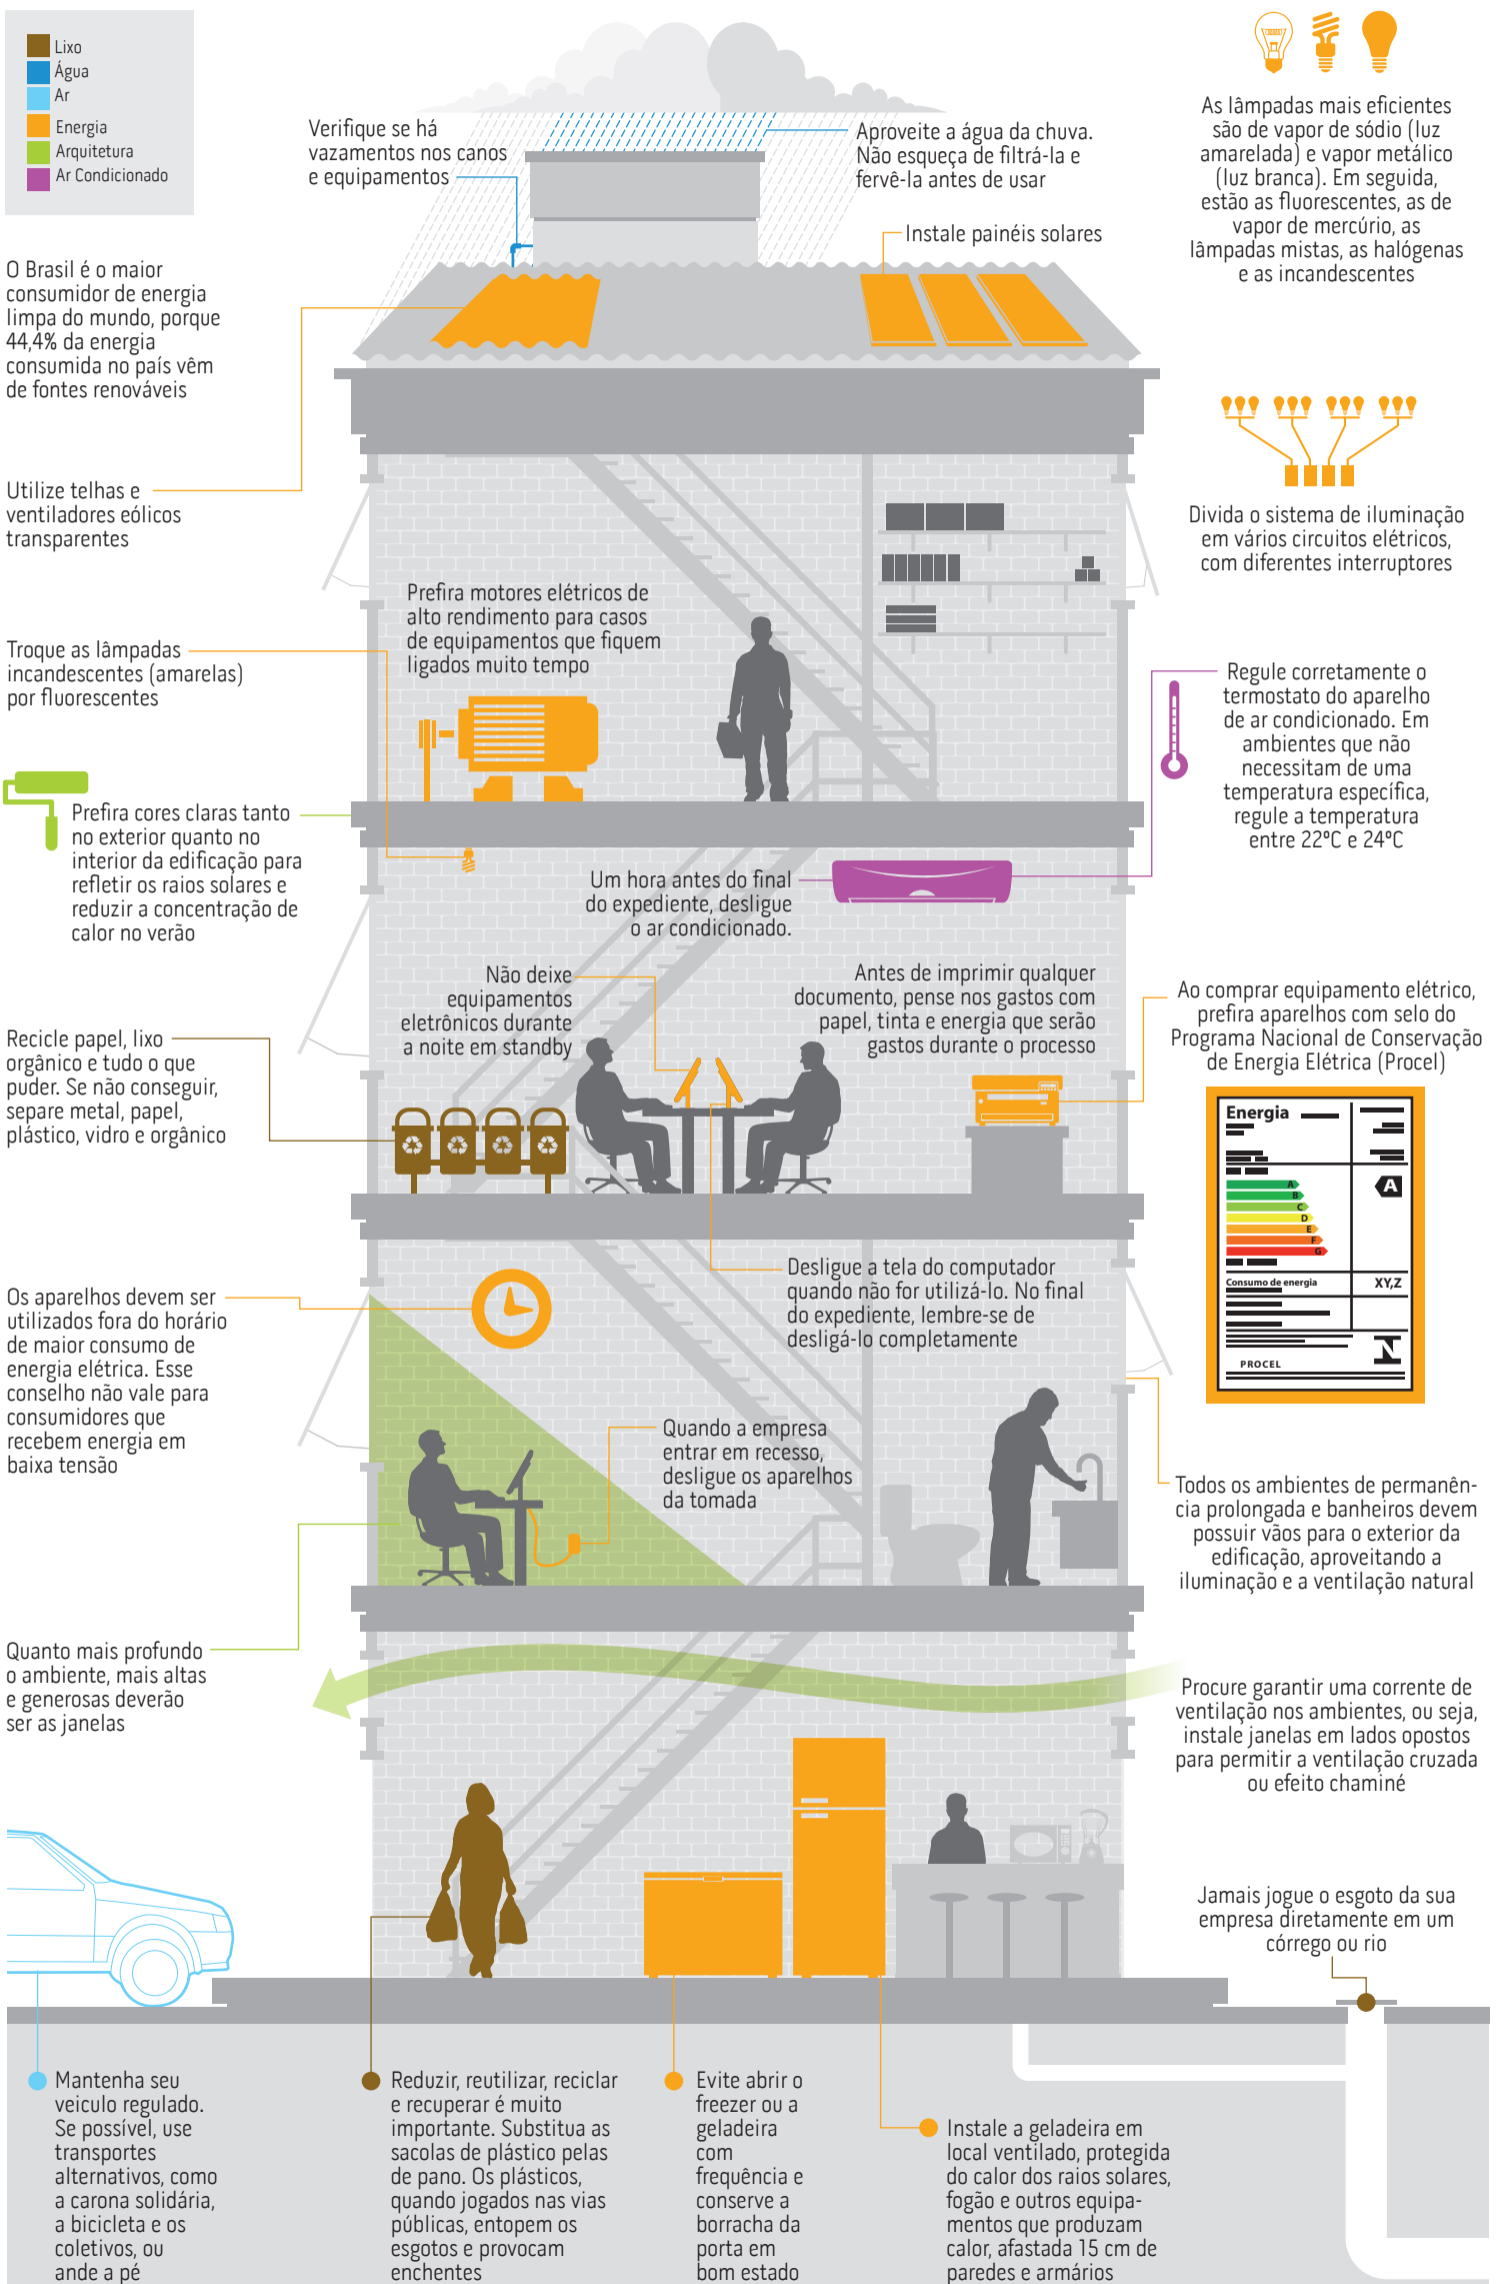 Lixo
Água
Ar
Energia
Arquitetura
Ar Condicionado
Verifique se há
vazamentos nos canos
e equipamentos
Aproveite a água da chuva.
Não esqueça de filtrá-la e
fervê-la antes de usar
Instale painéis solares
As lâmpadas mais eficientes
são de vapor de sódio (luz
amarelada) e vapor metálico
(luz branca). Em seguida,
estão as fluorescentes, as de
vapor de mercúrio, as
lâmpadas mistas, as halógenas
e as incandescentes
O Brasil é o maior
consumidor de energia
limpa do mundo, porque
44,4% da energia
consumida no país vêm
de fontes renováveis
Utilize telhas e
ventiladores eólicos
transparentes
Divida o sistema de iluminação
em vários circuitos elétricos,
com diferentes interruptores
Prefira motores elétricos de
alto rendimento para casos
de equipamentos que fiquem
ligados muito tempo
Troque as lâmpadas
incandescentes (amarelas)
por fluorescentes
Regule corretamente o
termostato do aparelho
de ar condicionado. Em
ambientes que não
necessitam de uma
temperatura específica,
regule a temperatura
entre 22ºC e 24ºC
Prefira cores claras tanto
no exterior quanto no
interior da edificação para
refletir os raios solares e
reduzir a concentração de
calor no verão
Um hora antes do final
do expediente, desligue
o ar condicionado.
Não deixe
equipamentos
eletrônicos durante
a noite em standby
Antes de imprimir qualquer
documento, pense nos gastos com
papel, tinta e energia que serão
gastos durante o processo
Ao comprar equipamento elétrico,
prefira aparelhos com selo do
Programa Nacional de Conservação
de Energia Elétrica (Procel)
Recicle papel, lixo
orgânico e tudo o que
puder. Se não conseguir,
separe metal, papel,
plástico, vidro e orgânico
Energia
A
A
B
C
D
E
F
G
Consumo de energia
XY,Z
N
PROCEL
Desligue a tela do computador
quando não for utilizá-lo. No final
do expediente, lembre-se de
desligá-lo completamente
Os aparelhos devem ser
utilizados fora do horário
de maior consumo de
energia elétrica. Esse
conselho não vale para
consumidores que
recebem energia em
baixa tensão
Quando a empresa
entrar em recesso,
desligue os aparelhos
da tomada
Todos os ambientes de permanên-
cia prolongada e banheiros devem
possuir vãos para o exterior da
edificação, aproveitando a
iluminação e a ventilação natural
Quanto mais profundo
o ambiente, mais altas
e generosas deverão
ser as janelas
Procure garantir uma corrente de
ventilação nos ambientes, ou seja,
instale janelas em lados opostos
para permitir a ventilação cruzada
ou efeito chaminé
Jamais jogue o esgoto da sua
empresa diretamente em um
córrego ou rio
Mantenha seu
veiculo regulado.
Se possível, use
transportes
alternativos, como
a carona solidária,
a bicicleta e os
coletivos, ou
ande a pé
Reduzir, reutilizar, reciclar
e recuperar é muito
importante. Substitua as
sacolas de plástico pelas
de pano. Os plásticos,
quando jogados nas vias
públicas, entopem os
esgotos e provocam
enchentes
Evite abrir o
freezer ou a
geladeira
com
frequência e
conserve a
borracha da
porta em
bom estado
Instale a geladeira em
local ventilado, protegida
do calor dos raios solares,
fogão e outros equipa-
mentos que produzam
calor, afastada 15 cm de
paredes e armários